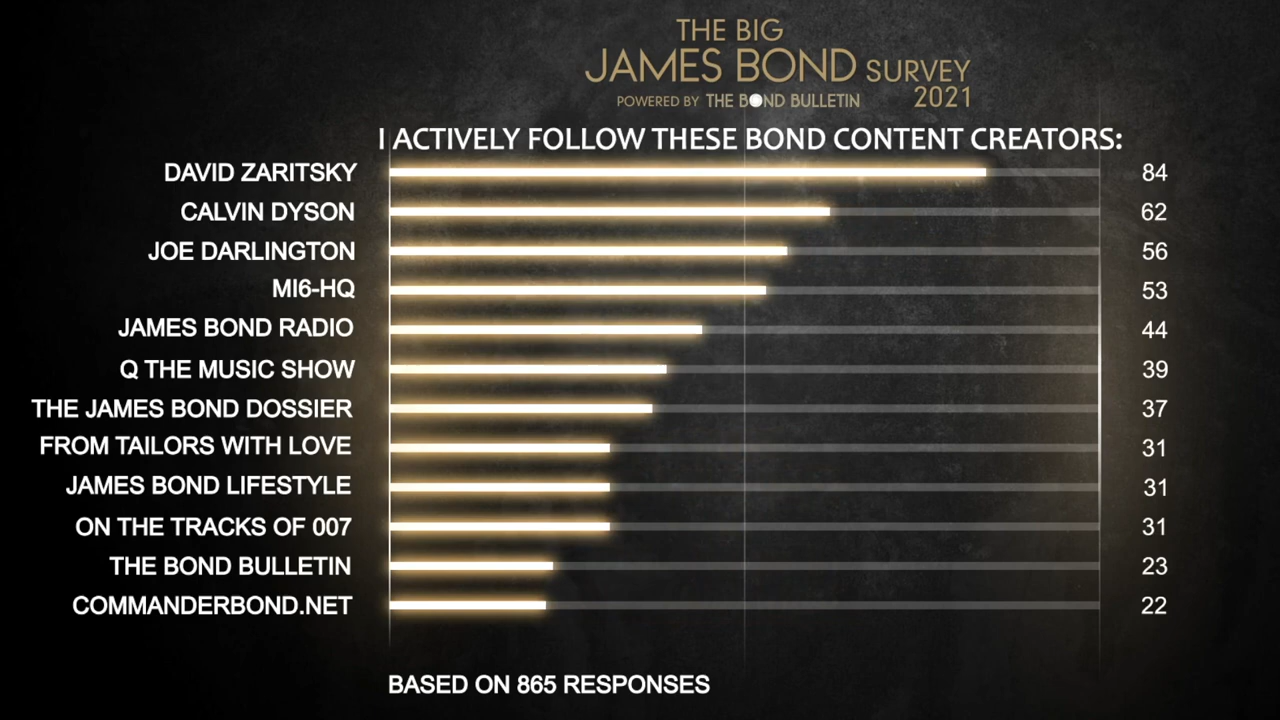 THE BIG
JAMES BOND SURVEY
2021
POWERED BY THE BOND BULLETIN
I ACTIVELY FOLLOW THESE BOND CONTENT CREATORS:
DAVID ZARITSKY 84
CALVIN DYSON 62
JOE DARLINGTON 56
MI6-HQ 53
JAMES BOND RADIO 44
Q THE MUSIC SHOW 39
THE JAMES BOND DOSSIER 37
FROM TAILORS WITH LOVE 31
JAMES BOND LIFESTYLE 31
ON THE TRACKS OF 007 31
THE BOND BULLETIN 23
COMMANDERBOND.NET 22
BASED ON 865 RESPONSES